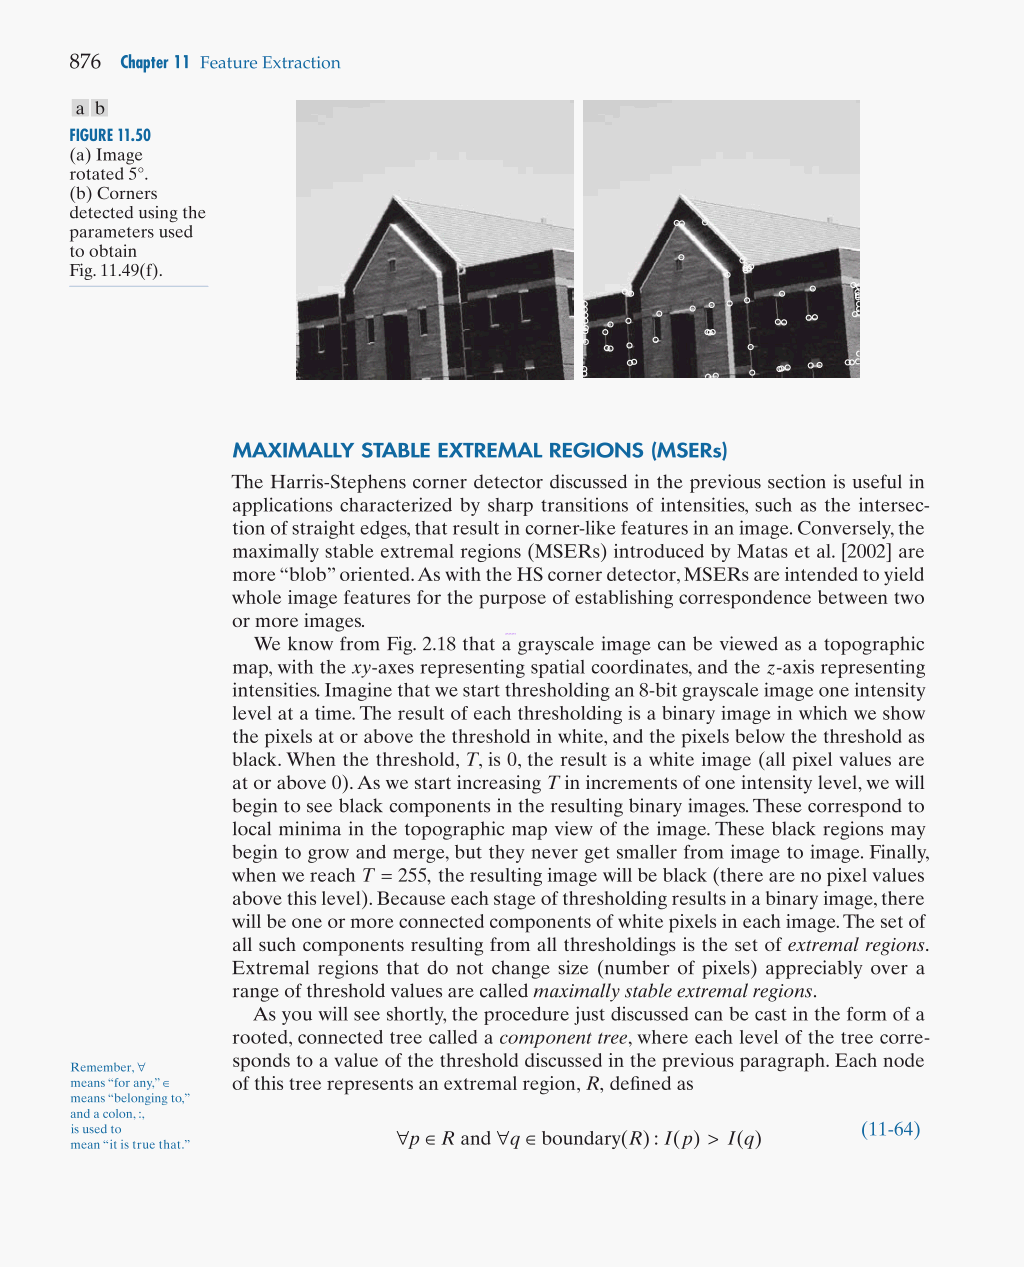 876 Chapter 11 Feature Extraction
a b
FIGURE 11.50
(a) Image
rotated 5°.
(b) Corners
detected using the
parameters used
to obtain
Fig. 11.49(f).
MAXIMALLY STABLE EXTREMAL REGIONS (MSERs)
The Harris-Stephens corner detector discussed in the previous section is useful in
applications characterized by sharp transitions of intensities, such as the intersec-
tion of straight edges, that result in corner-like features in an image. Conversely, the
maximally stable extremal regions (MSERs) introduced by Matas et al. [2002] are
more “blob” oriented. As with the HS corner detector, MSERs are intended to yield
whole image features for the purpose of establishing correspondence between two
or more images.
We know from Fig. 2.18 that a grayscale image can be viewed as a topographic
map, with the xy-axes representing spatial coordinates, and the z-axis representing
intensities. Imagine that we start thresholding an 8-bit grayscale image one intensity
level at a time. The result of each thresholding is a binary image in which we show
the pixels at or above the threshold in white, and the pixels below the threshold as
black. When the threshold, T, is 0, the result is a white image (all pixel values are
at or above 0). As we start increasing T in increments of one intensity level, we will
begin to see black components in the resulting binary images. These correspond to
local minima in the topographic map view of the image. These black regions may
begin to grow and merge, but they never get smaller from image to image. Finally,
when we reach T = 255, the resulting image will be black (there are no pixel values
above this level). Because each stage of thresholding results in a binary image, there
will be one or more connected components of white pixels in each image. The set of
all such components resulting from all thresholdings is the set of extremal regions.
Extremal regions that do not change size (number of pixels) appreciably over a
range of threshold values are called maximally stable extremal regions.
As you will see shortly, the procedure just discussed can be cast in the form of a
rooted, connected tree called a component tree, where each level of the tree corre-
sponds to a value of the threshold discussed in the previous paragraph. Each node
of this tree represents an extremal region, R, defined as
Remember, ∀
means “for any,” ∈
means “belonging to,”
and a colon, :,
is used to
mean “it is true that.”
∀p ∈ R and ∀q ∈ boundary(R) : I(p) > I(q) (11-64)